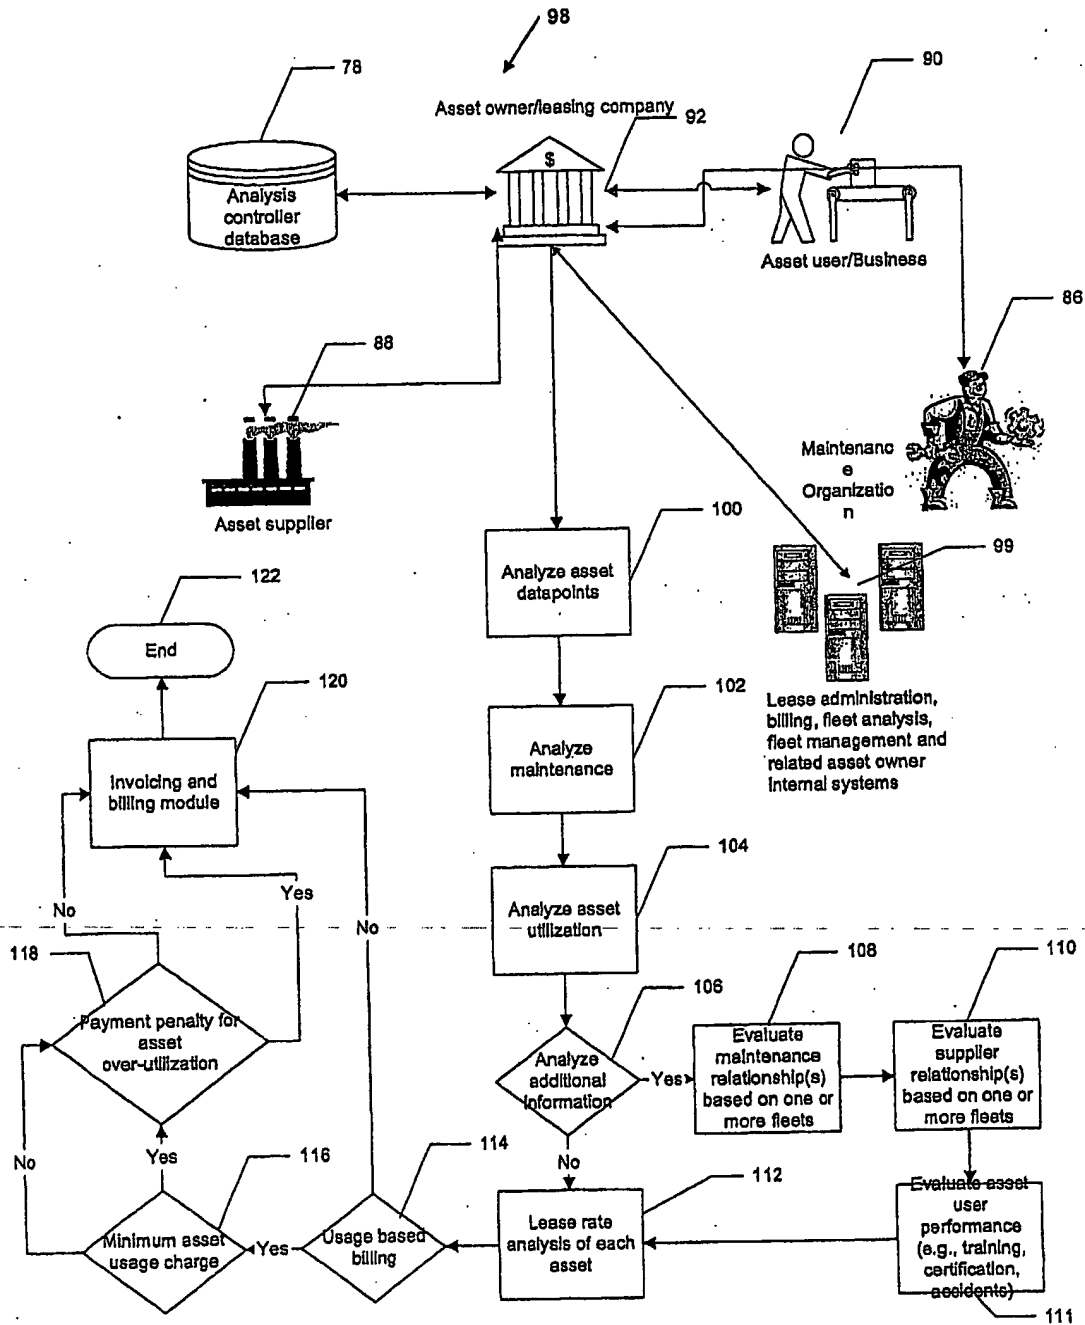 98
78
90
Asset owner/leasing company
92
$
Analysis
controller
database
Asset user/Business
86
88
Maintenanc
e
Organizatio
n
Asset supplier
100
99
Analyze asset
datapoints
122
End
120
102
Lease administration,
billing, fleet analysis,
fleet management and
related asset owner
internal systems
Analyze
maintenance
Invoicing and
billing module
104
Yes
Analyze asset
utilization
No
No
118
108
110
106
Payment penalty for
asset
over-utilization
Evaluate
maintenance
relationship(s)
based on one or
more fleets
Evaluate
supplier
relationship(s)
based on one or
more fleets
Analyze
additional
information
Yes
No
Yes
116
114
No
112
Evaluate asset
user
performance
(e.g., training,
certification,
accidents)
Lease rate
analysis of each
asset
Usage based
billing
Yes
Minimum asset
usage charge
111